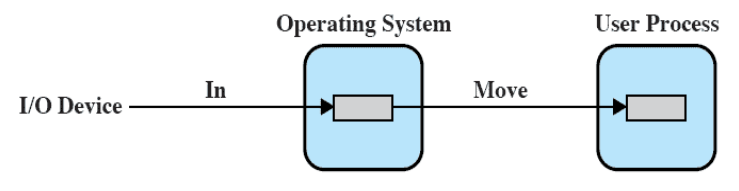 Operating System
User Process
In
Move
I/O Device